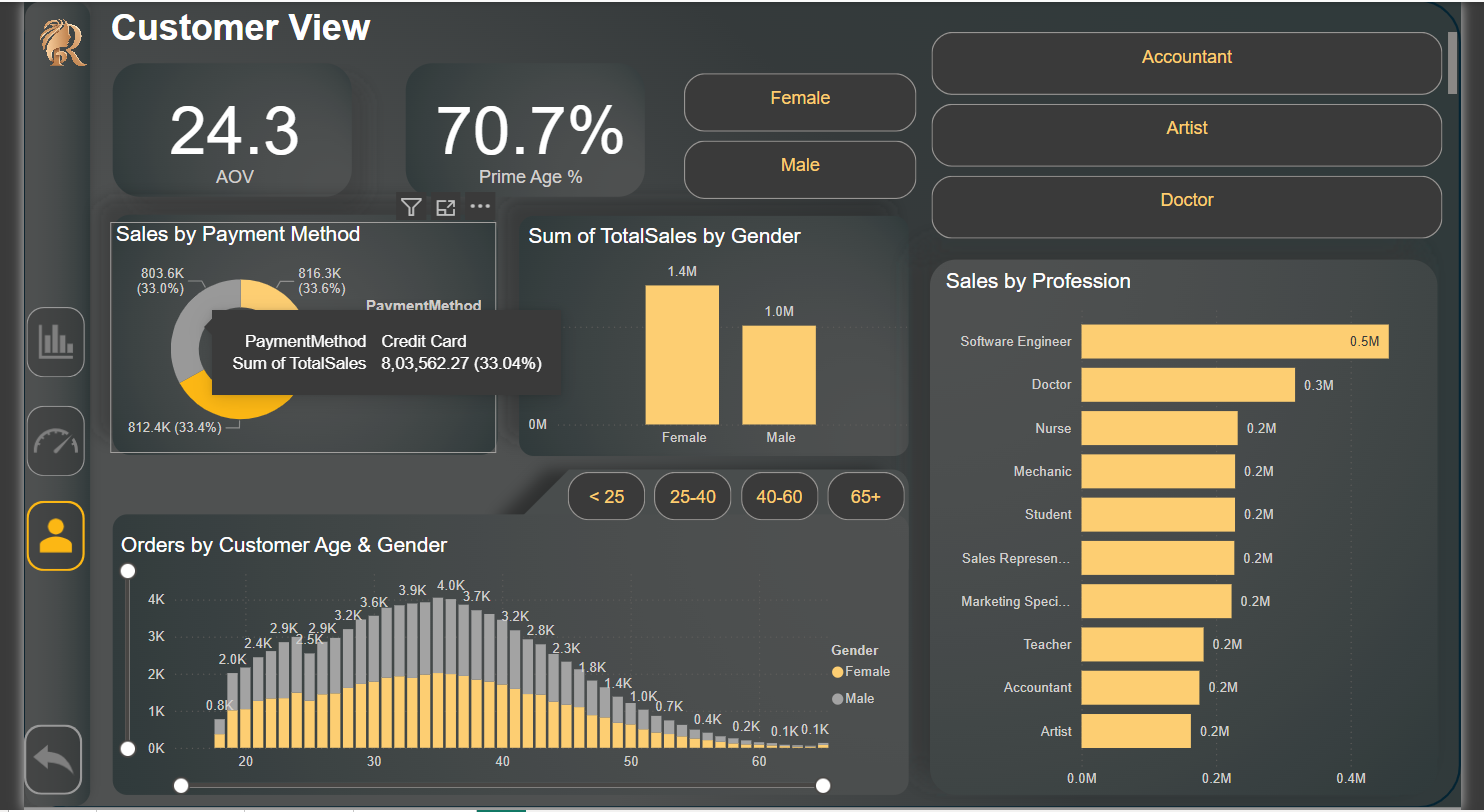 Customer View
24.3
AOV
70.7%
Prime Age %
Female
Male
Accountant
Artist
Doctor
Sales by Payment Method
803.6K
(33.0%)
816.3K
(33.6%)
PaymentMethod
PaymentMethod Credit Card
Sum of TotalSales 8,03,562.27 (33.04%)
812.4K (33.4%)
Sum of TotalSales by Gender
1.4M
1.0M
0M
Female Male
Sales by Profession
Software Engineer 0.5M
Doctor 0.3M
Nurse 0.2M
Mechanic 0.2M
Student 0.2M
Sales Represen... 0.2M
Marketing Speci... 0.2M
Teacher 0.2M
Accountant 0.2M
Artist 0.2M
0.0M 0.2M 0.4M
< 25 25-40 40-60 65+
Orders by Customer Age & Gender
4K
3K
2K
1K
0K
0.8K 2.0K 2.4K 2.9K 2.5K 2.9K 3.2K 3.6K 3.9K 4.0K 3.7K 3.2K 2.8K 2.3K 1.8K 1.4K 1.0K 0.7K 0.4K 0.2K 0.1K 0.1K
20 30 40 50 60
Gender
Female
Male